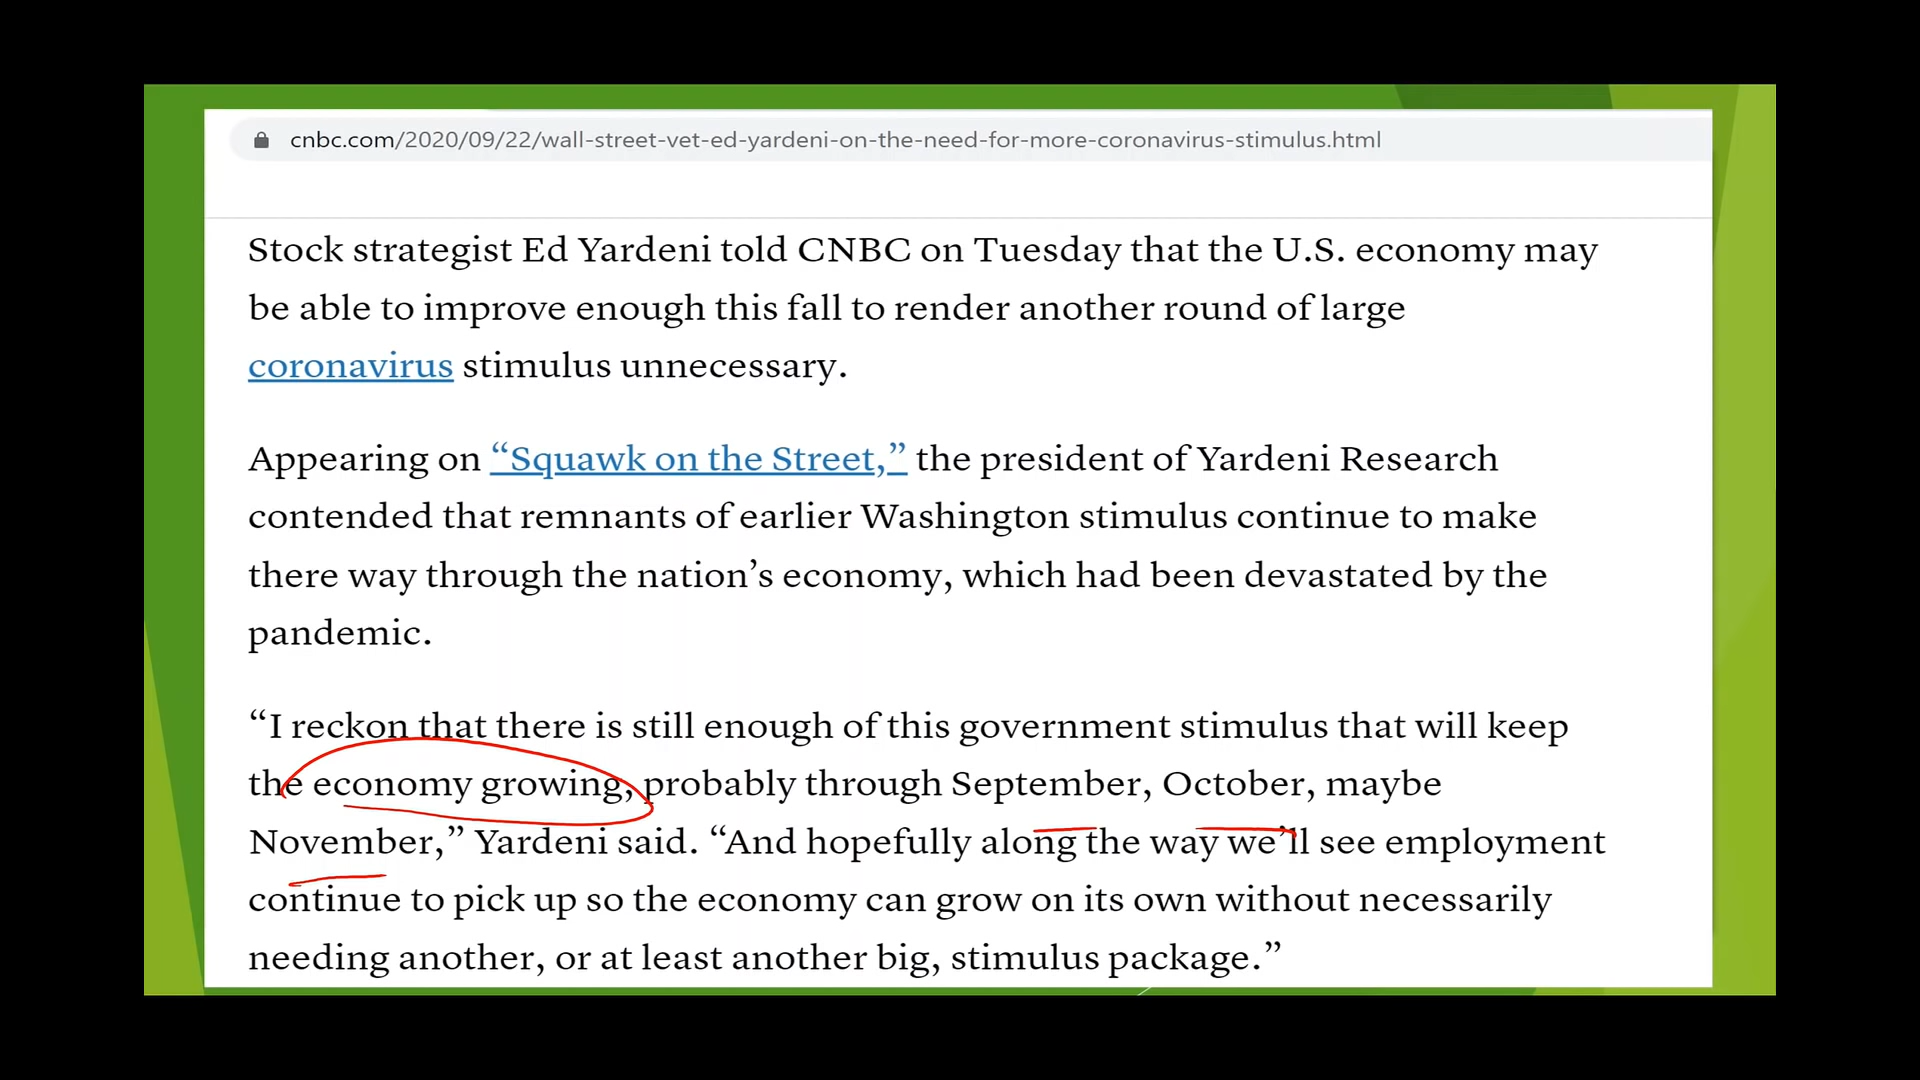 cnbc.com/2020/09/22/wall-street-vet-ed-yardeni-on-the-need-for-more-coronavirus-stimulus.html
Stock strategist Ed Yardeni told CNBC on Tuesday that the U.S. economy may
be able to improve enough this fall to render another round of large
coronavirus stimulus unnecessary.
Appearing on “Squawk on the Street,” the president of Yardeni Research
contended that remnants of earlier Washington stimulus continue to make
there way through the nation’s economy, which had been devastated by the
pandemic.
“I reckon that there is still enough of this government stimulus that will keep
the economy growing, probably through September, October, maybe
November,” Yardeni said. “And hopefully along the way we’ll see employment
continue to pick up so the economy can grow on its own without necessarily
needing another, or at least another big, stimulus package.”